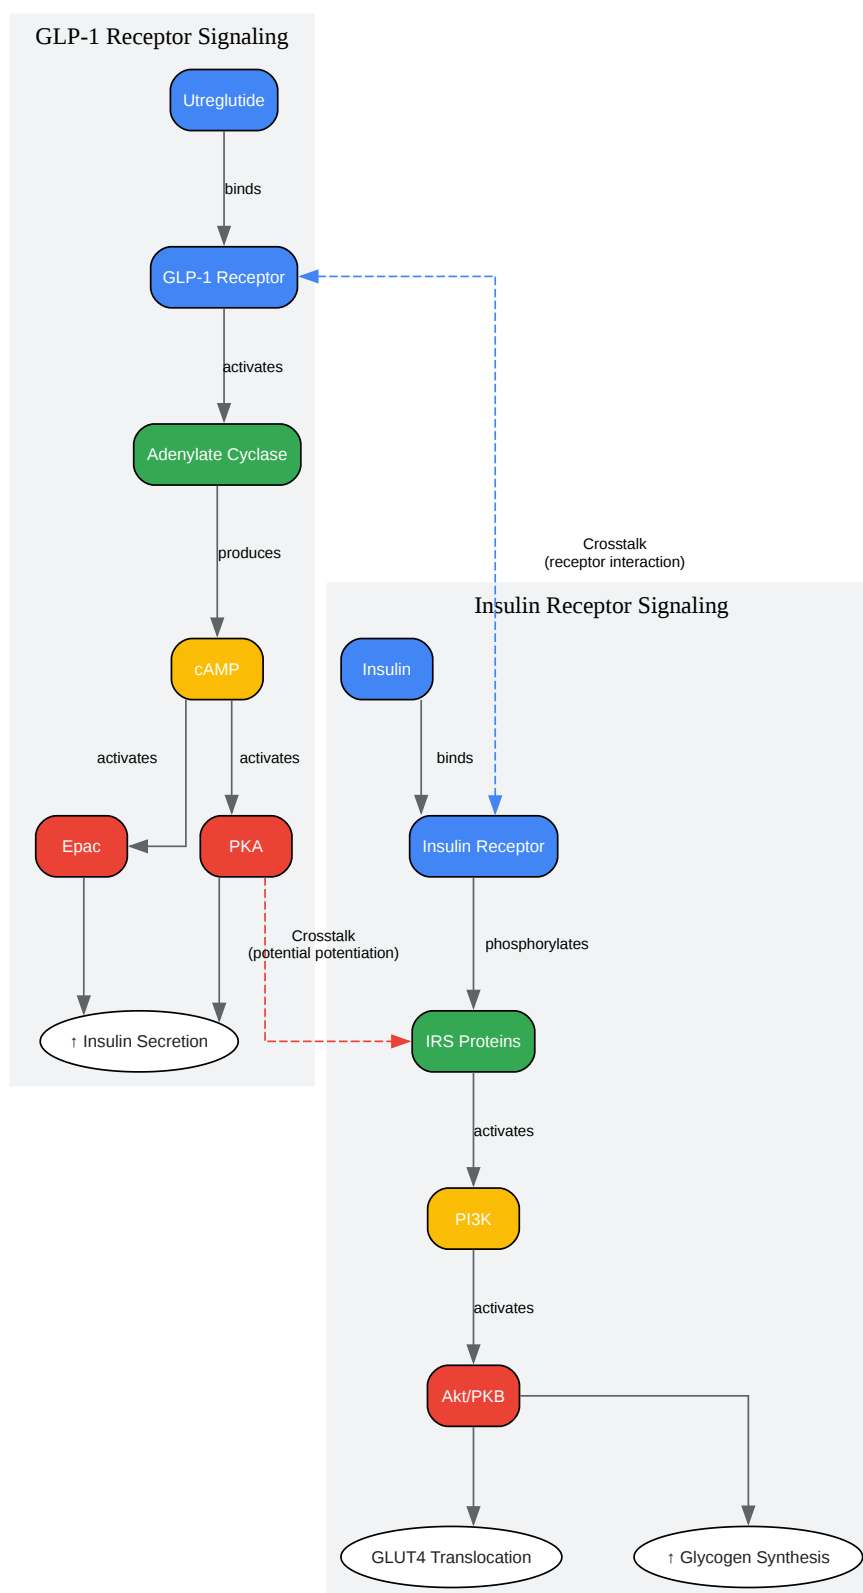 GLP-1 Receptor Signaling
Utreglutide
binds
GLP-1 Receptor
activates
Adenylate Cyclase
produces
cAMP
activates
activates
Epac
PKA
↑ Insulin Secretion
Crosstalk
(receptor interaction)
Crosstalk
(potential potentiation)
Insulin Receptor Signaling
Insulin
binds
Insulin Receptor
phosphorylates
IRS Proteins
activates
PI3K
activates
Akt/PKB
GLUT4 Translocation
↑ Glycogen Synthesis